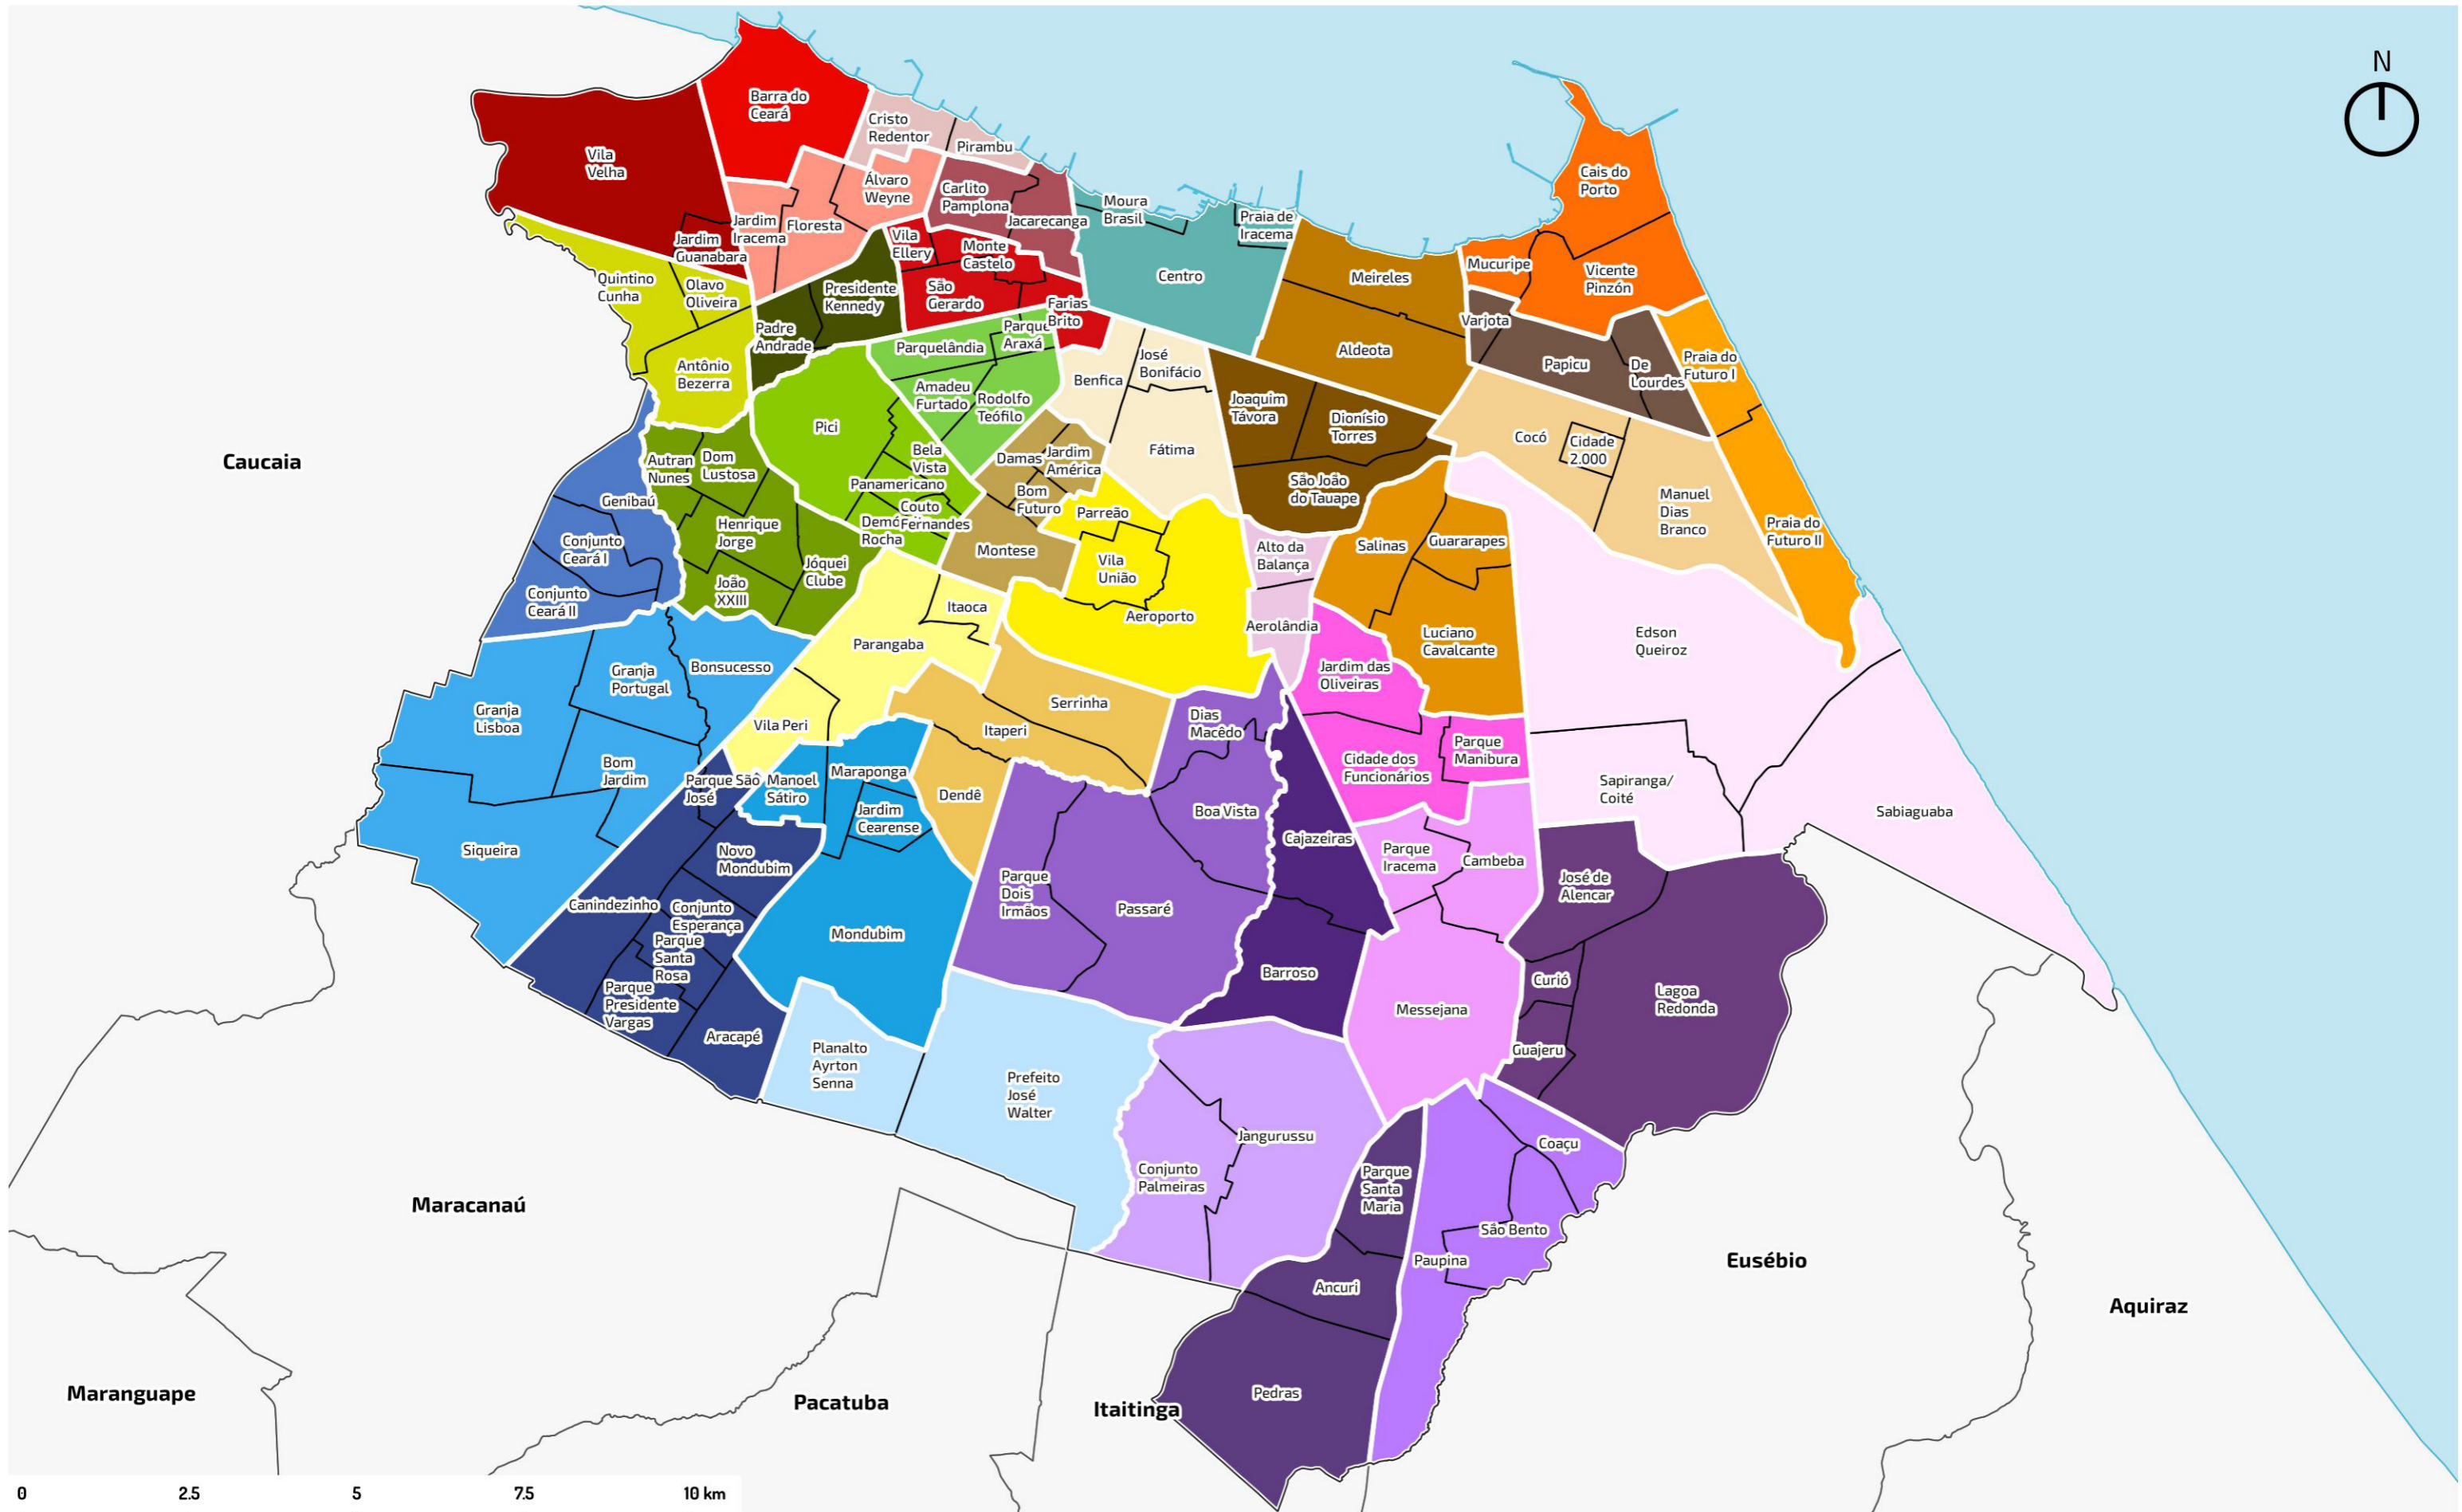 N
Barra do
Ceará
Cristo
Redentor
Pirambu
Vila
Velha
Álvaro
Weyne
Carlito
Pamplona
Jacarecanga
Moura
Brasil
Praia de
Iracema
Cais do
Porto
Jardim
Iracema
Floresta
Jardim
Guanabara
Vila
Ellery
Monte
Castelo
São
Gerardo
Farias
Brito
Centro
Meireles
Mucuripe
Vicente
Pinzón
Quintino
Cunha
Olavo
Oliveira
Presidente
Kennedy
Padre
Andrade
Parquelândia
Parque
Araxá
Varjota
Aldeota
Papicu
De
Lourdes
Praia do
Futuro I
Antônio
Bezerra
Amadeu
Furtado
Rodolfo
Teófilo
Benfica
José
Bonifácio
Joaquim
Távora
Dionísio
Torres
Pici
Bela
Vista
Damas
Jardim
América
Fátima
Cocó
Cidade
2.000
Caucaia
Autran
Nunes
Dom
Lustosa
Panamericano
Bom
Futuro
São João
do Tauape
Manuel
Dias
Branco
Praia do
Futuro II
Genibaú
Henrique
Jorge
Couto
Fernandes
Demó
Rocha
Parreão
Montese
Vila
União
Alto da
Balança
Salinas
Guararapes
Conjunto
Ceará I
Conjunto
Ceará II
João
XXIII
Jóquei
Clube
Itaoca
Aeroporto
Aerolândia
Luciano
Cavalcante
Edson
Queiroz
Parangaba
Granja
Portugal
Bonsucesso
Jardim das
Oliveiras
Granja
Lisboa
Vila Peri
Serrinha
Itaperi
Dias
Macêdo
Cidade dos
Funcionários
Parque
Manibura
Bom
Jardim
Parque São
José
Manoel
Sátiro
Maraponga
Dendê
Sapiranga/
Coité
Sabiaguaba
Jardim
Cearense
Boa Vista
Cajazeiras
Siqueira
Novo
Mondubim
Parque
Iracema
Cambeba
José de
Alencar
Parque
Dois
Irmãos
Passaré
Canindezinho
Conjunto
Esperança
Mondubim
Parque
Santa
Rosa
Barroso
Curió
Parque
Presidente
Vargas
Messejana
Lagoa
Redonda
Aracapé
Planalto
Ayrton
Senna
Guajeru
Prefeito
José
Walter
Jangurussu
Coaçu
Conjunto
Palmeiras
Parque
Santa
Maria
Maracanaú
São Bento
Paupina
Eusébio
Ancuri
Aquiraz
Maranguape
Pacatuba
Itaitinga
Pedras
0 2.5 5 7.5 10 km